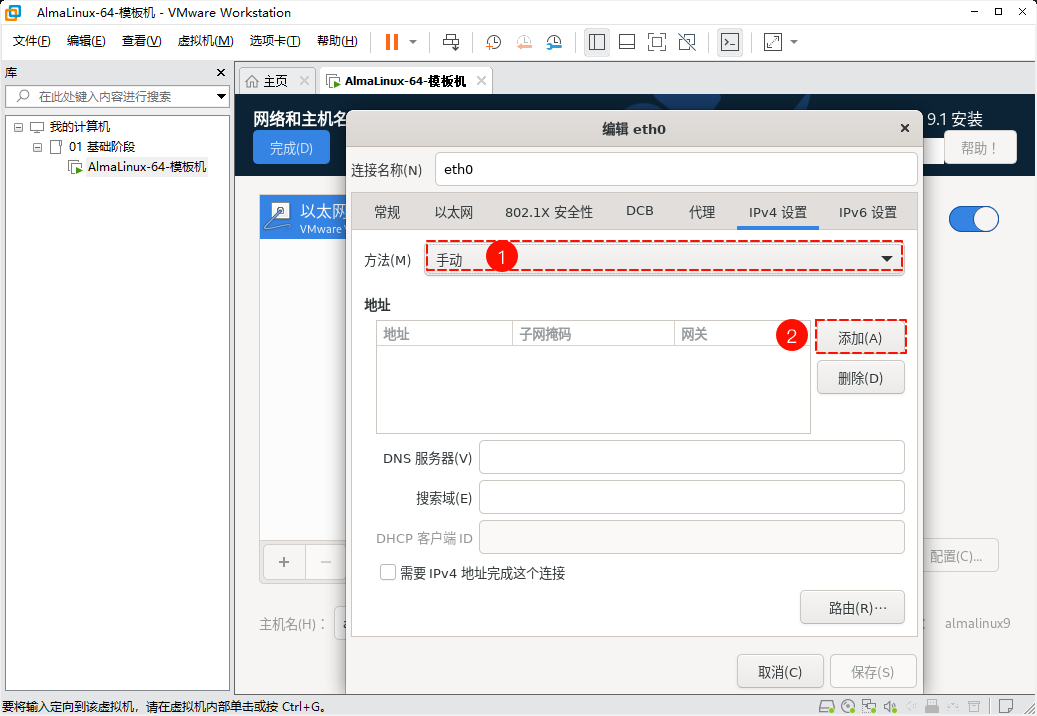 AlmaLinux-64-模板机 - VMware Workstation
文件(F) 编辑(E) 查看(V) 虚拟机(M) 选项卡(T) 帮助(H)
库
在此处键入内容进行搜索
我的计算机
01 基础阶段
AlmaLinux-64-模板机
主页 AlmaLinux-64-模板机
网络和主机名
9.1 安装
完成(D)
帮助！
以太网
VMware
编辑 eth0
连接名称(N) eth0
常规 以太网 802.1X 安全性 DCB 代理 IPv4 设置 IPv6 设置
方法(M) 手动 1
地址
地址 子网掩码 网关 2
添加(A)
删除(D)
DNS 服务器(V)
搜索域(E)
DHCP 客户端 ID
需要 IPv4 地址完成这个连接
路由(R)…
取消(C) 保存(S)
配置(C)...
主机名(H)：
almalinux9
要将输入定向到该虚拟机，请在虚拟机内部单击或按 Ctrl+G。